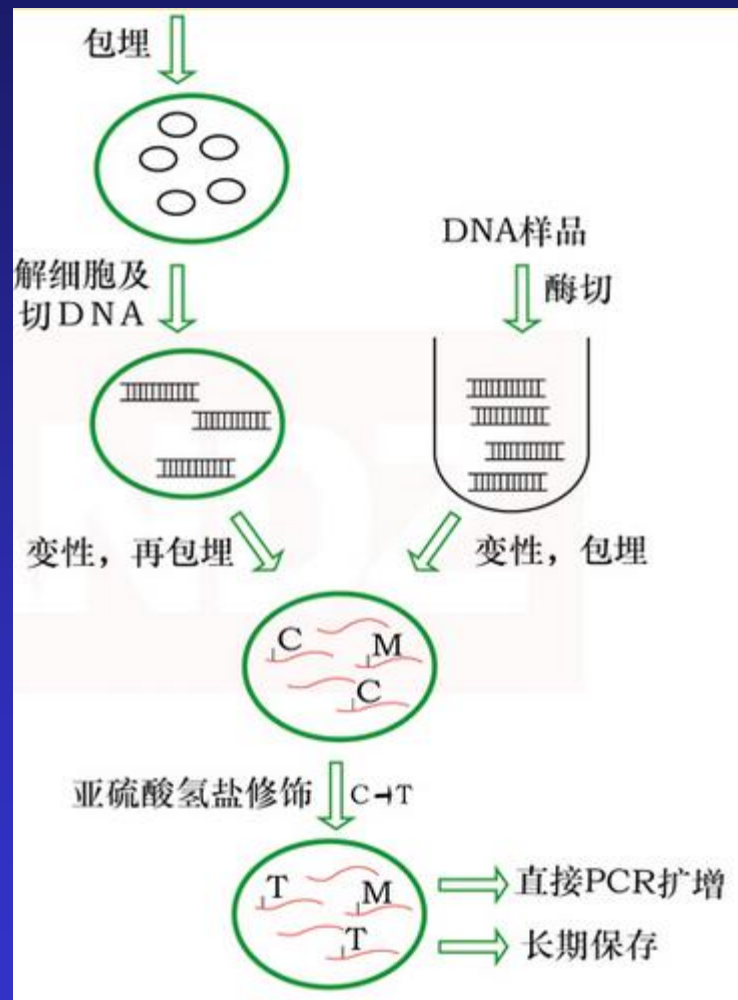 包埋
DNA样品
解细胞及
切DNA
酶切
变性，再包埋
变性，包埋
C
M
C
亚硫酸氢盐修饰
C→T
T
M
T
直接PCR扩增
长期保存